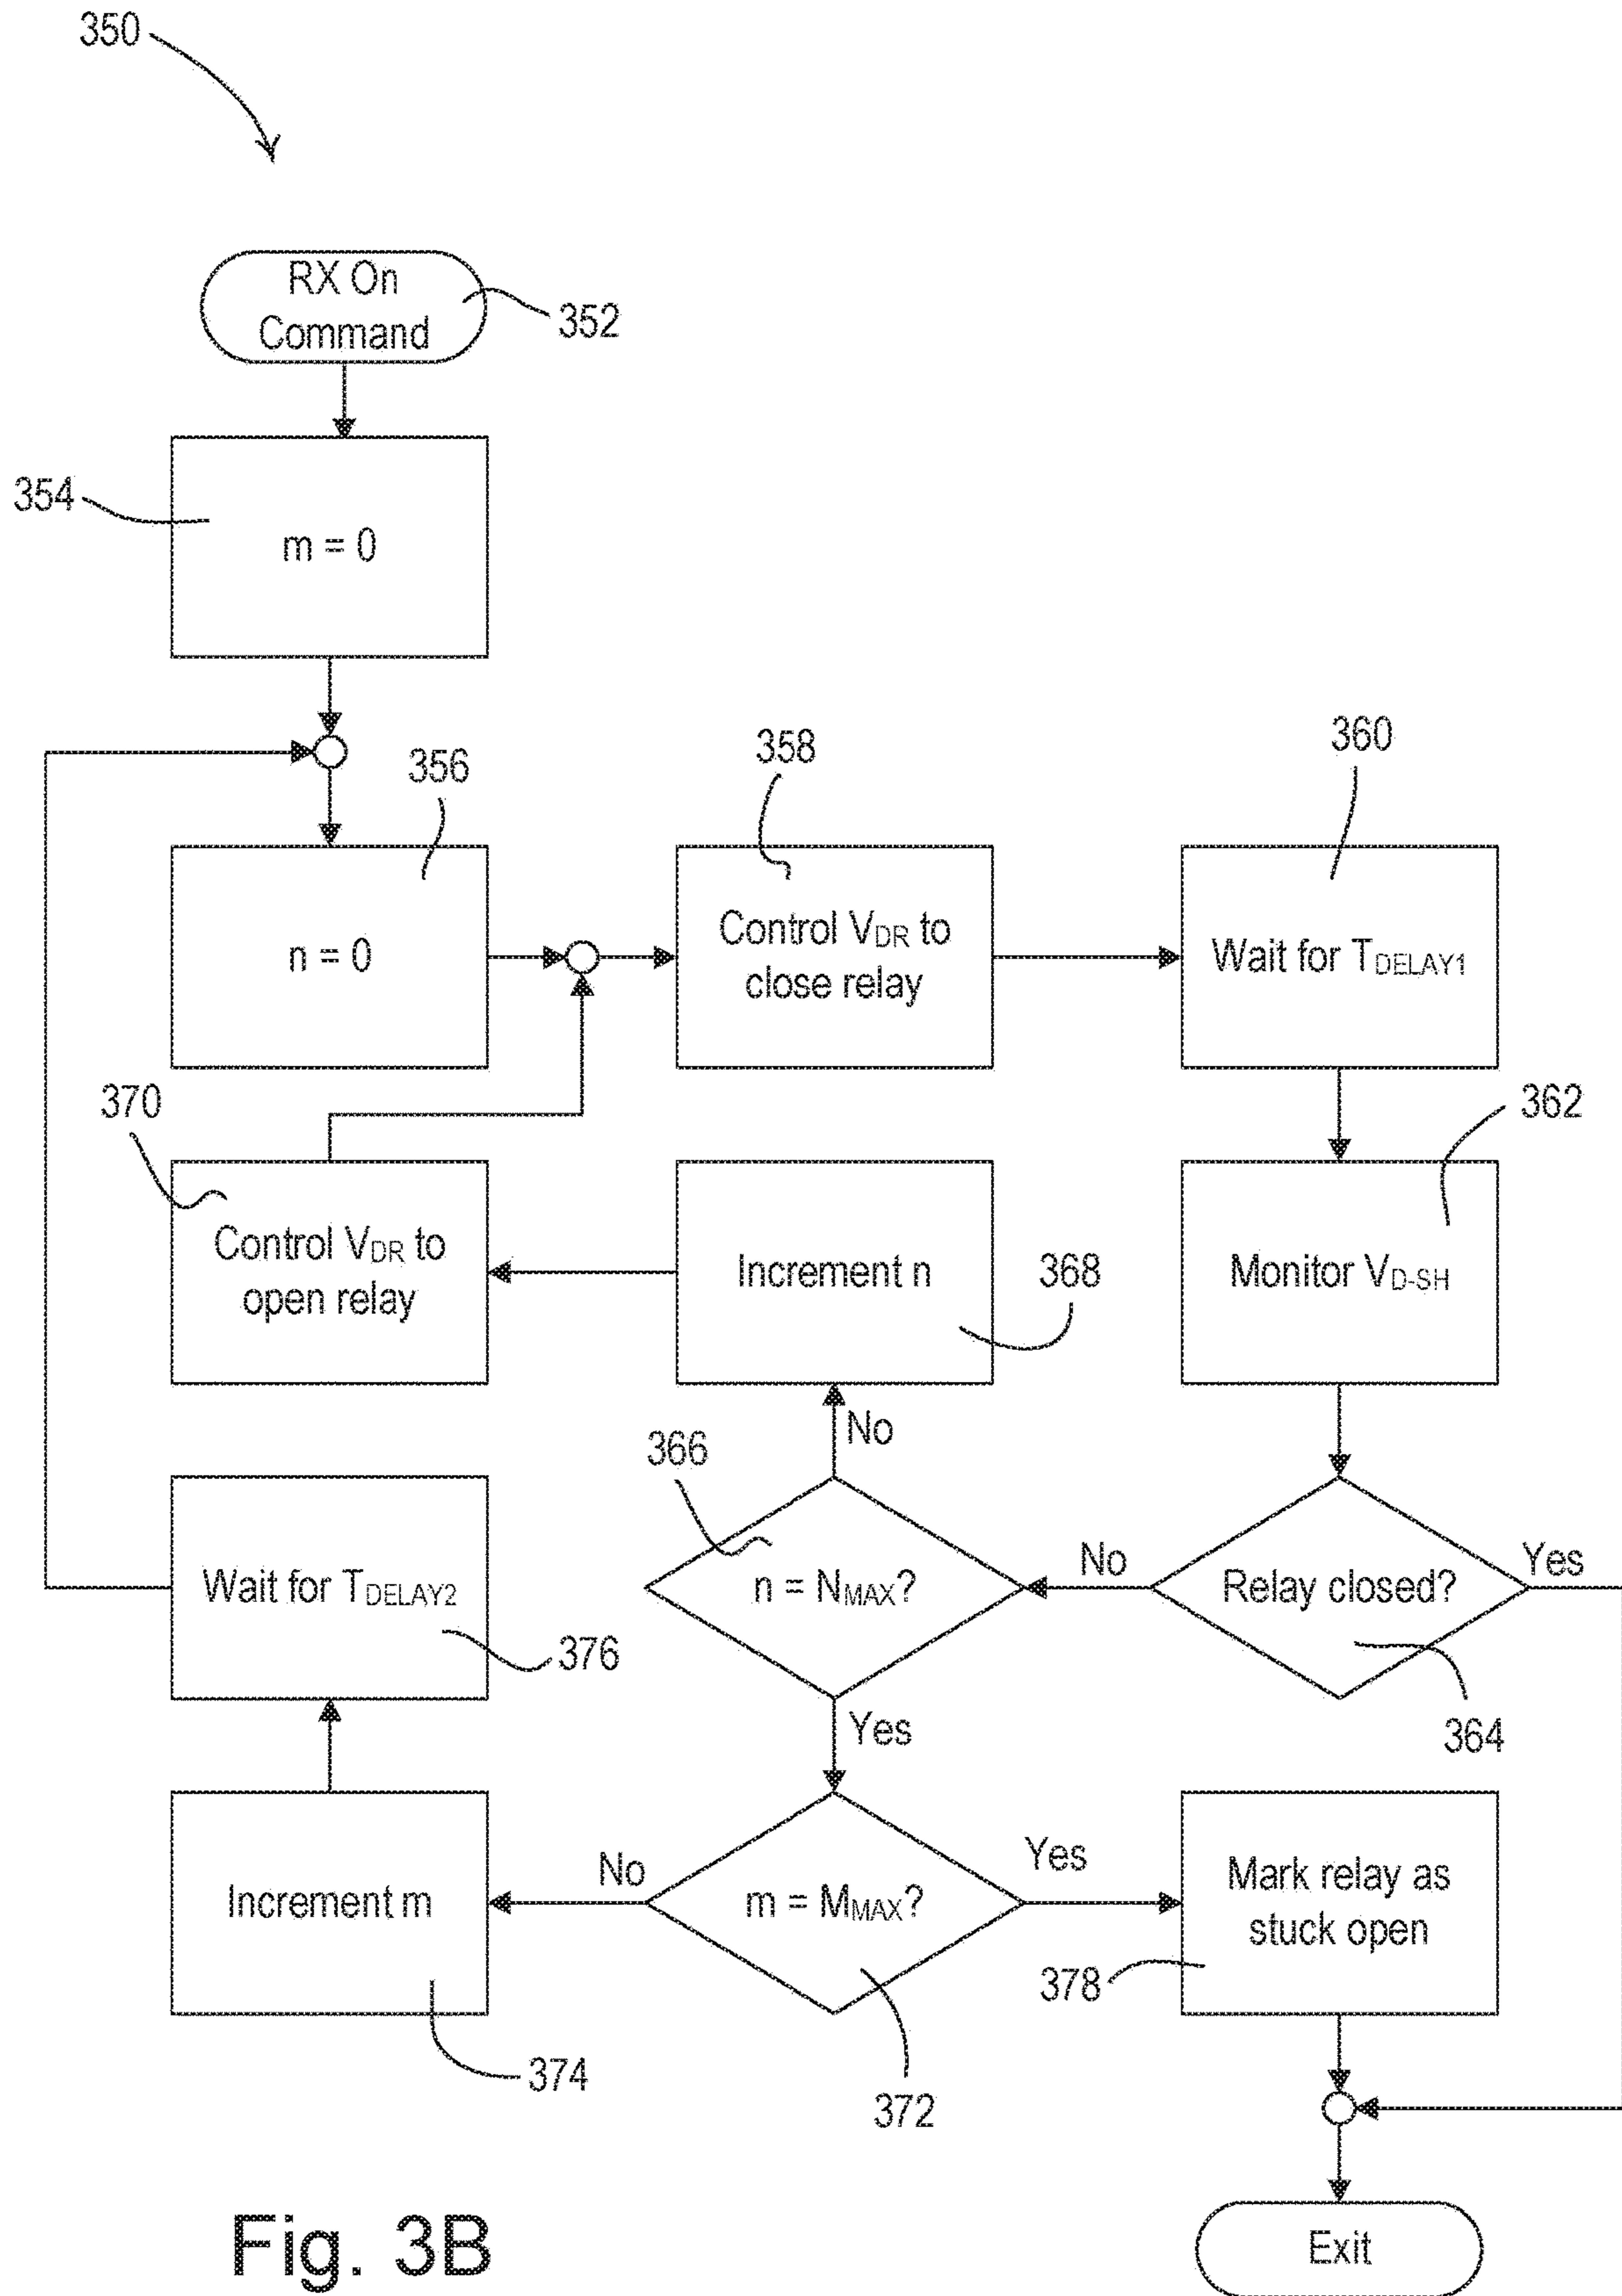 350
RX On
Command
352
354
m = 0
356
358
360
n = 0
Control VDR to
close relay
Wait for TDELAY1
370
362
Control VDR to
open relay
Increment n
368
Monitor VD-SH
No
366
Wait for TDELAY2
376
n = NMAX?
No
Relay closed?
Yes
364
Yes
Increment m
374
No
m = MMAX?
372
Yes
Mark relay as
stuck open
378
Fig. 3B
Exit